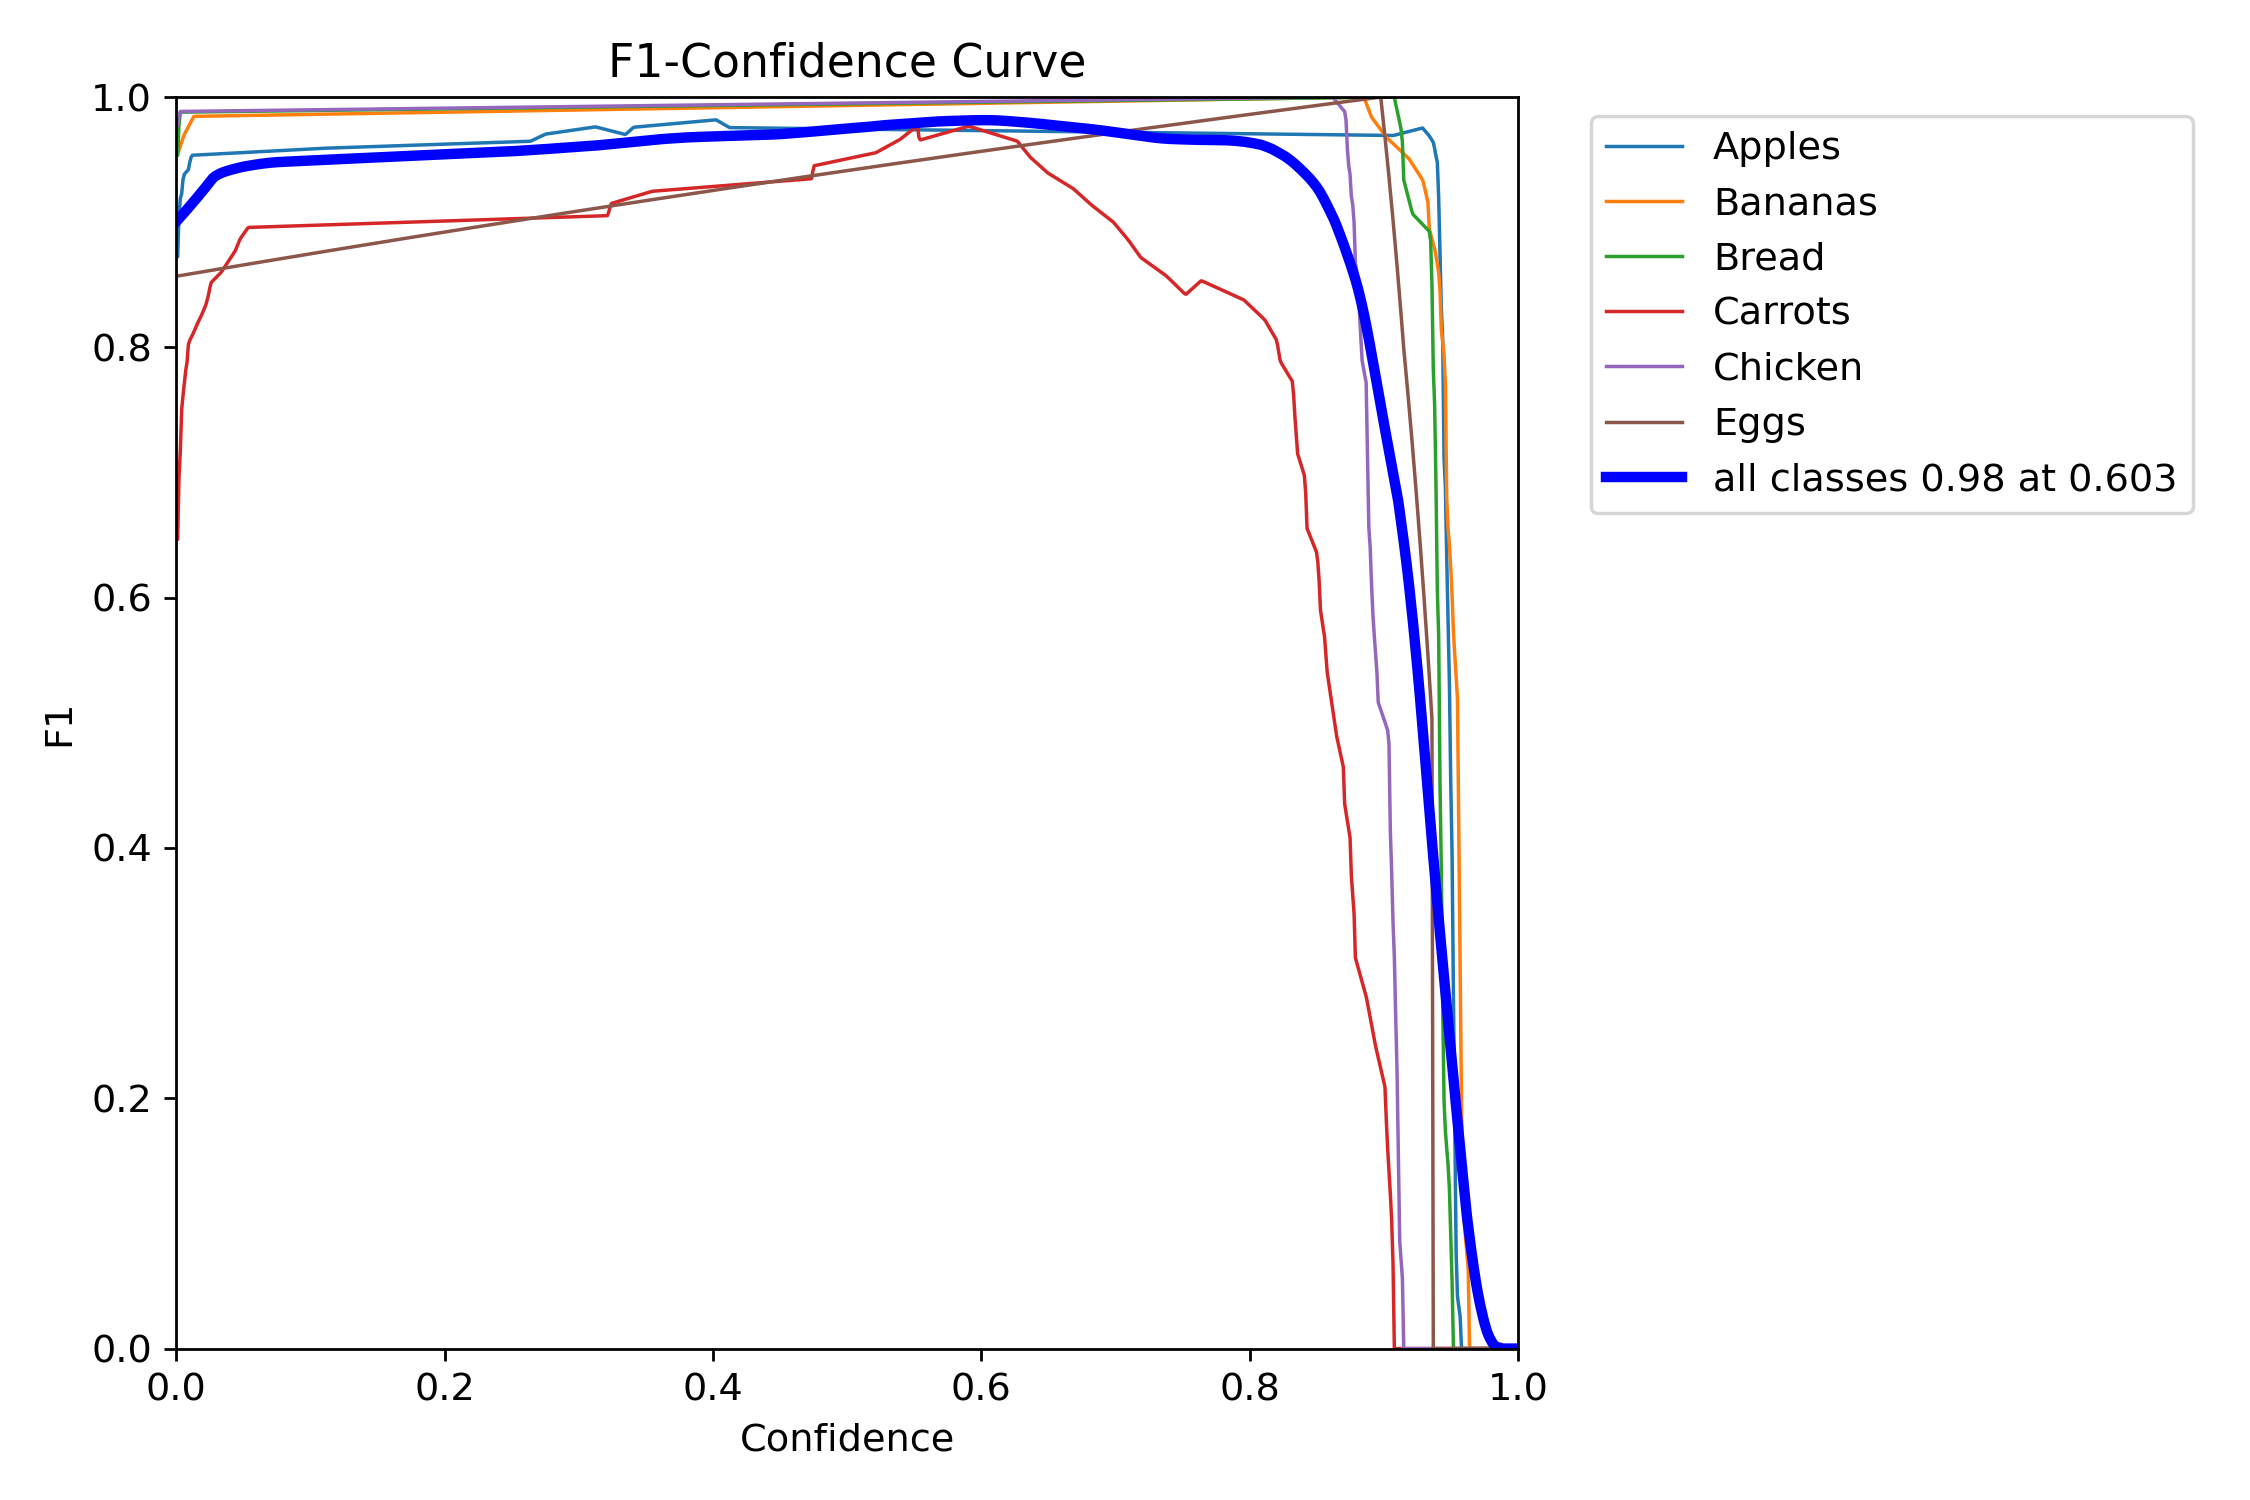 F1-Confidence Curve
1.0
0.8
0.6
0.4
0.2
0.0
F1
0.0 0.2 0.4 0.6 0.8 1.0
Confidence
Apples
Bananas
Bread
Carrots
Chicken
Eggs
all classes 0.98 at 0.603